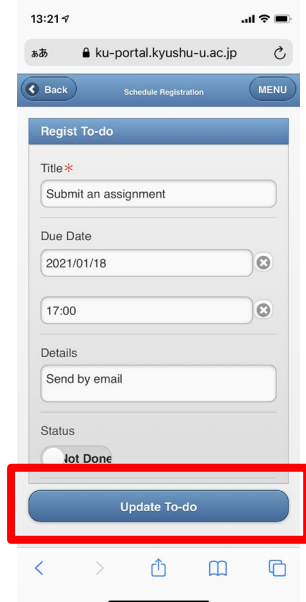 13:21
ぁあ ku-portal.kyushu-u.ac.jp
Back Schedule Registration MENU
Regist To-do
Title*
Submit an assignment
Due Date
2021/01/18
17:00
Details
Send by email
Status
Not Done
Update To-do